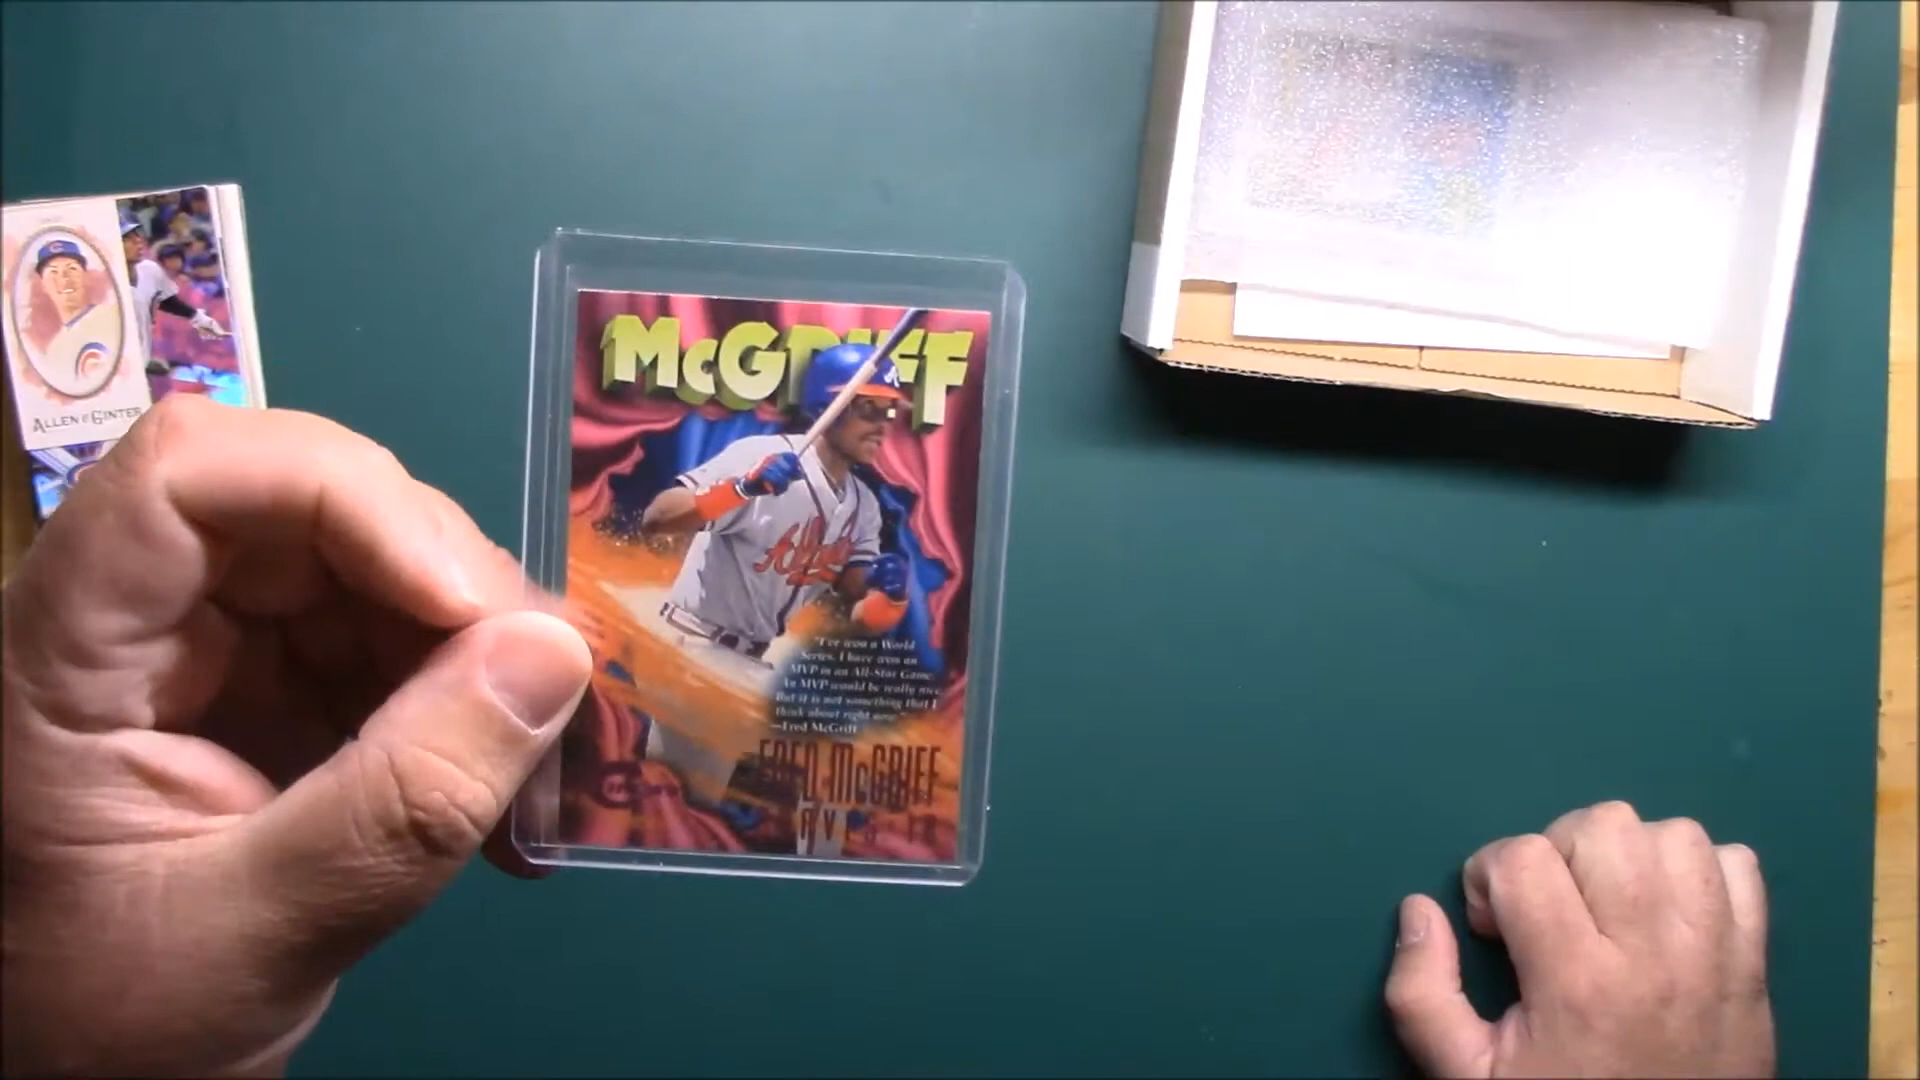 ALLEN & GINTER
McGRIFF
A
Atlanta
"I've won a World
Series. I have won an
MVP in an All-Star Game.
An MVP would be really nice.
But it is not something that I
think about right now."
—Fred McGriff
FRED McGRIFF